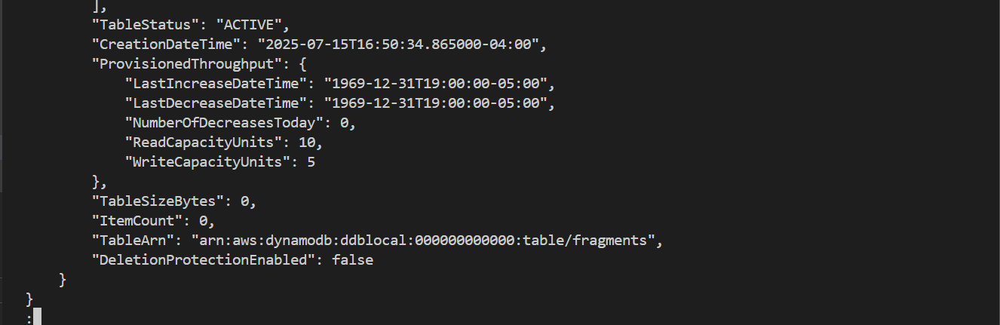 ],
"TableStatus": "ACTIVE",
"CreationDateTime": "2025-07-15T16:50:34.865000-04:00",
"ProvisionedThroughput": {
"LastIncreaseDateTime": "1969-12-31T19:00:00-05:00",
"LastDecreaseDateTime": "1969-12-31T19:00:00-05:00",
"NumberOfDecreasesToday": 0,
"ReadCapacityUnits": 10,
"WriteCapacityUnits": 5
},
"TableSizeBytes": 0,
"ItemCount": 0,
"TableArn": "arn:aws:dynamodb:ddblocal:000000000000:table/fragments",
"DeletionProtectionEnabled": false
}
}
: